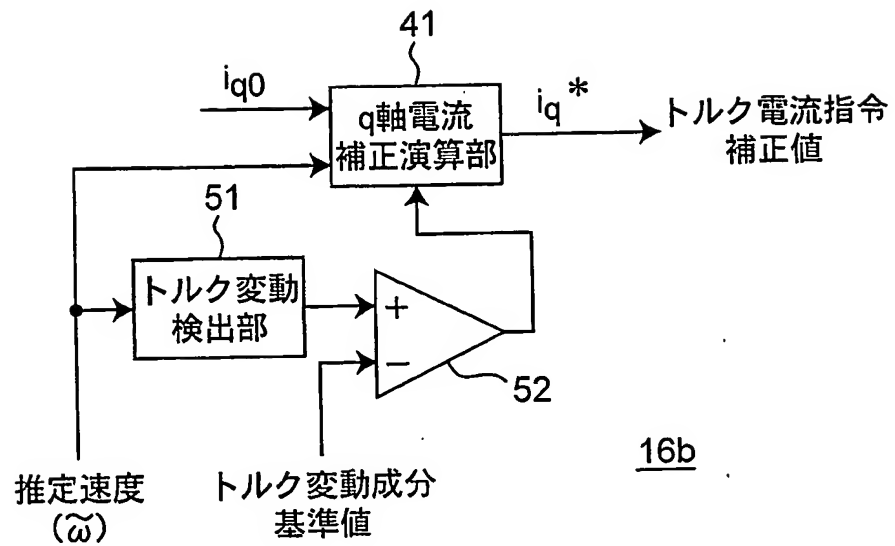 41
iq0
q軸電流
補正演算部
iq*
トルク電流指令
補正値
51
トルク変動
検出部
+
−
52
16b
推定速度
(ω̃)
トルク変動成分
基準値